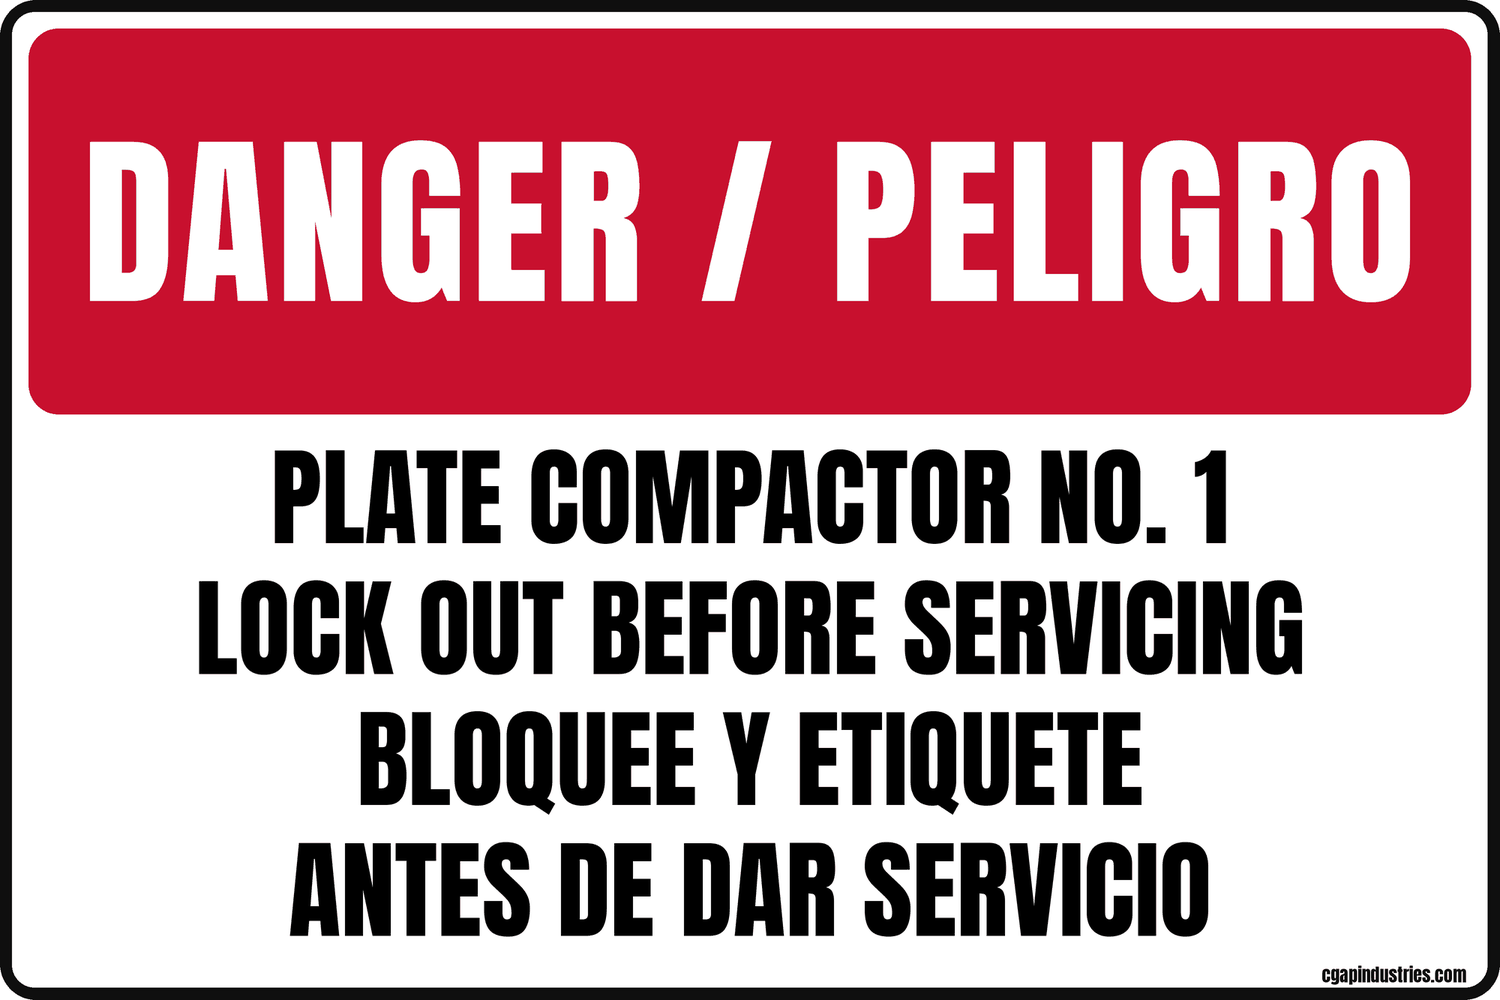 DANGER / PELIGRO
PLATE COMPACTOR NO. 1
LOCK OUT BEFORE SERVICING
BLOQUEE Y ETIQUETE
ANTES DE DAR SERVICIO
cgapindustries.com